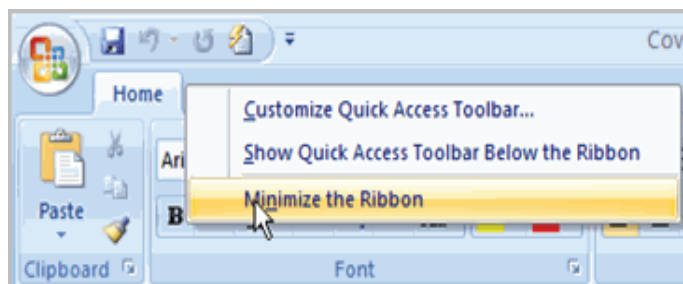 Cov
Home
Customize Quick Access Toolbar...
Show Quick Access Toolbar Below the Ribbon
Ari
Minimize the Ribbon
Paste
B
Clipboard
Font